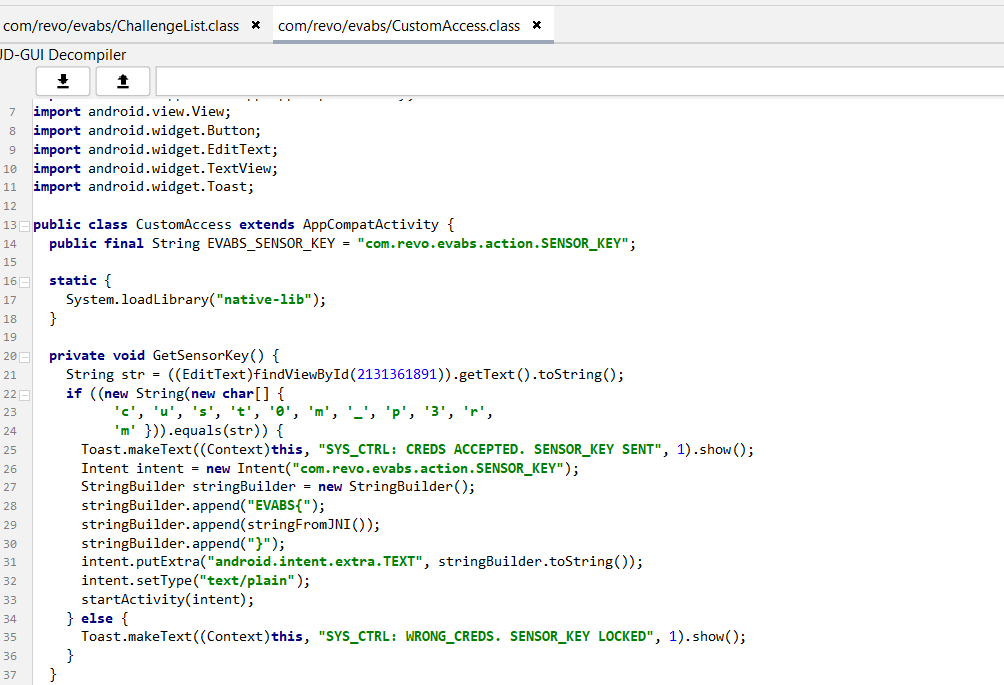 com/revo/evabs/ChallengeList.class × com/revo/evabs/CustomAccess.class ×
JD-GUI Decompiler
7 import android.view.View;
8 import android.widget.Button;
9 import android.widget.EditText;
10 import android.widget.TextView;
11 import android.widget.Toast;
12
13 public class CustomAccess extends AppCompatActivity {
14 public final String EVABS_SENSOR_KEY = "com.revo.evabs.action.SENSOR_KEY";
15
16 static {
17 System.loadLibrary("native-lib");
18 }
19
20 private void GetSensorKey() {
21 String str = ((EditText)findViewById(2131361891)).getText().toString();
22 if ((new String(new char[] {
23 'c', 'u', 's', 't', '0', 'm', '_', 'p', '3', 'r',
24 'm' })).equals(str)) {
25 Toast.makeText((Context)this, "SYS_CTRL: CREDS ACCEPTED. SENSOR_KEY SENT", 1).show();
26 Intent intent = new Intent("com.revo.evabs.action.SENSOR_KEY");
27 StringBuilder stringBuilder = new StringBuilder();
28 stringBuilder.append("EVABS{");
29 stringBuilder.append(stringFromJNI());
30 stringBuilder.append("}");
31 intent.putExtra("android.intent.extra.TEXT", stringBuilder.toString());
32 intent.setType("text/plain");
33 startActivity(intent);
34 } else {
35 Toast.makeText((Context)this, "SYS_CTRL: WRONG_CREDS. SENSOR_KEY LOCKED", 1).show();
36 }
37 }